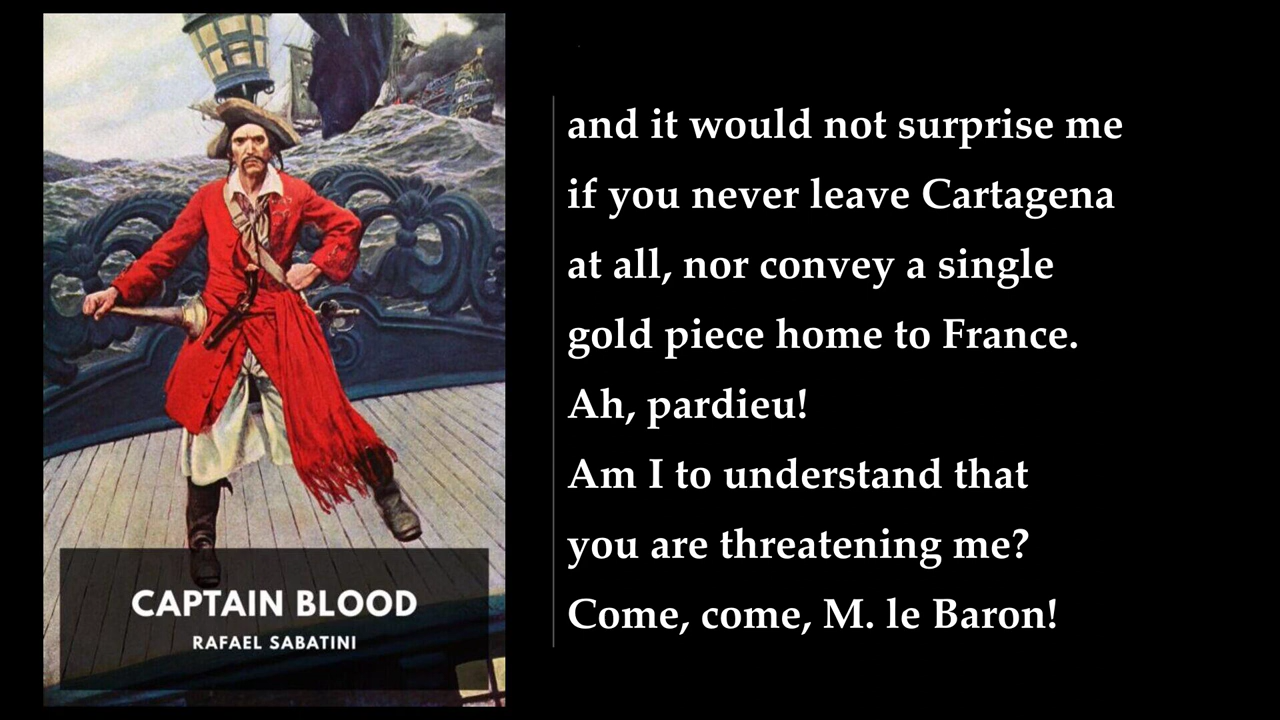 CAPTAIN BLOOD
RAFAEL SABATINI
and it would not surprise me
if you never leave Cartagena
at all, nor convey a single
gold piece home to France.
Ah, pardieu!
Am I to understand that
you are threatening me?
Come, come, M. le Baron!